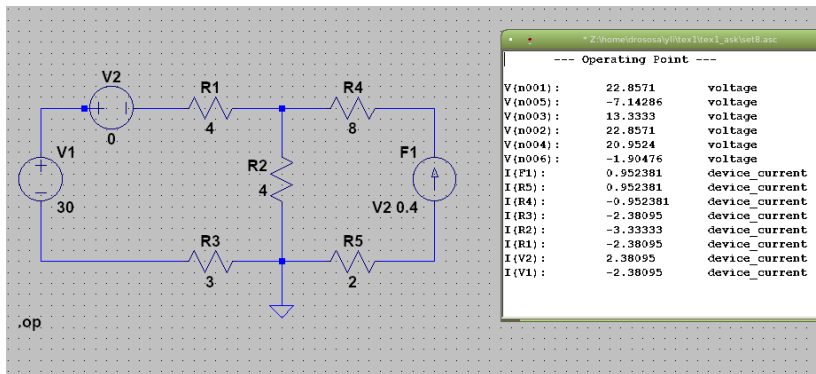 V2
+ -
0
R1
4
R4
8
V1
+
-
30
R2
4
F1
V2 0.4
R3
3
R5
2
.op
* Z:\home\drososa\yli\tex1\tex1_ask\set8.asc
--- Operating Point ---
V(n001): 22.8571 voltage
V(n005): -7.14286 voltage
V(n003): 13.3333 voltage
V(n002): 22.8571 voltage
V(n004): 20.9524 voltage
V(n006): -1.90476 voltage
I(F1): 0.952381 device_current
I(R5): 0.952381 device_current
I(R4): -0.952381 device_current
I(R3): -2.38095 device_current
I(R2): -3.33333 device_current
I(R1): -2.38095 device_current
I(V2): 2.38095 device_current
I(V1): -2.38095 device_current